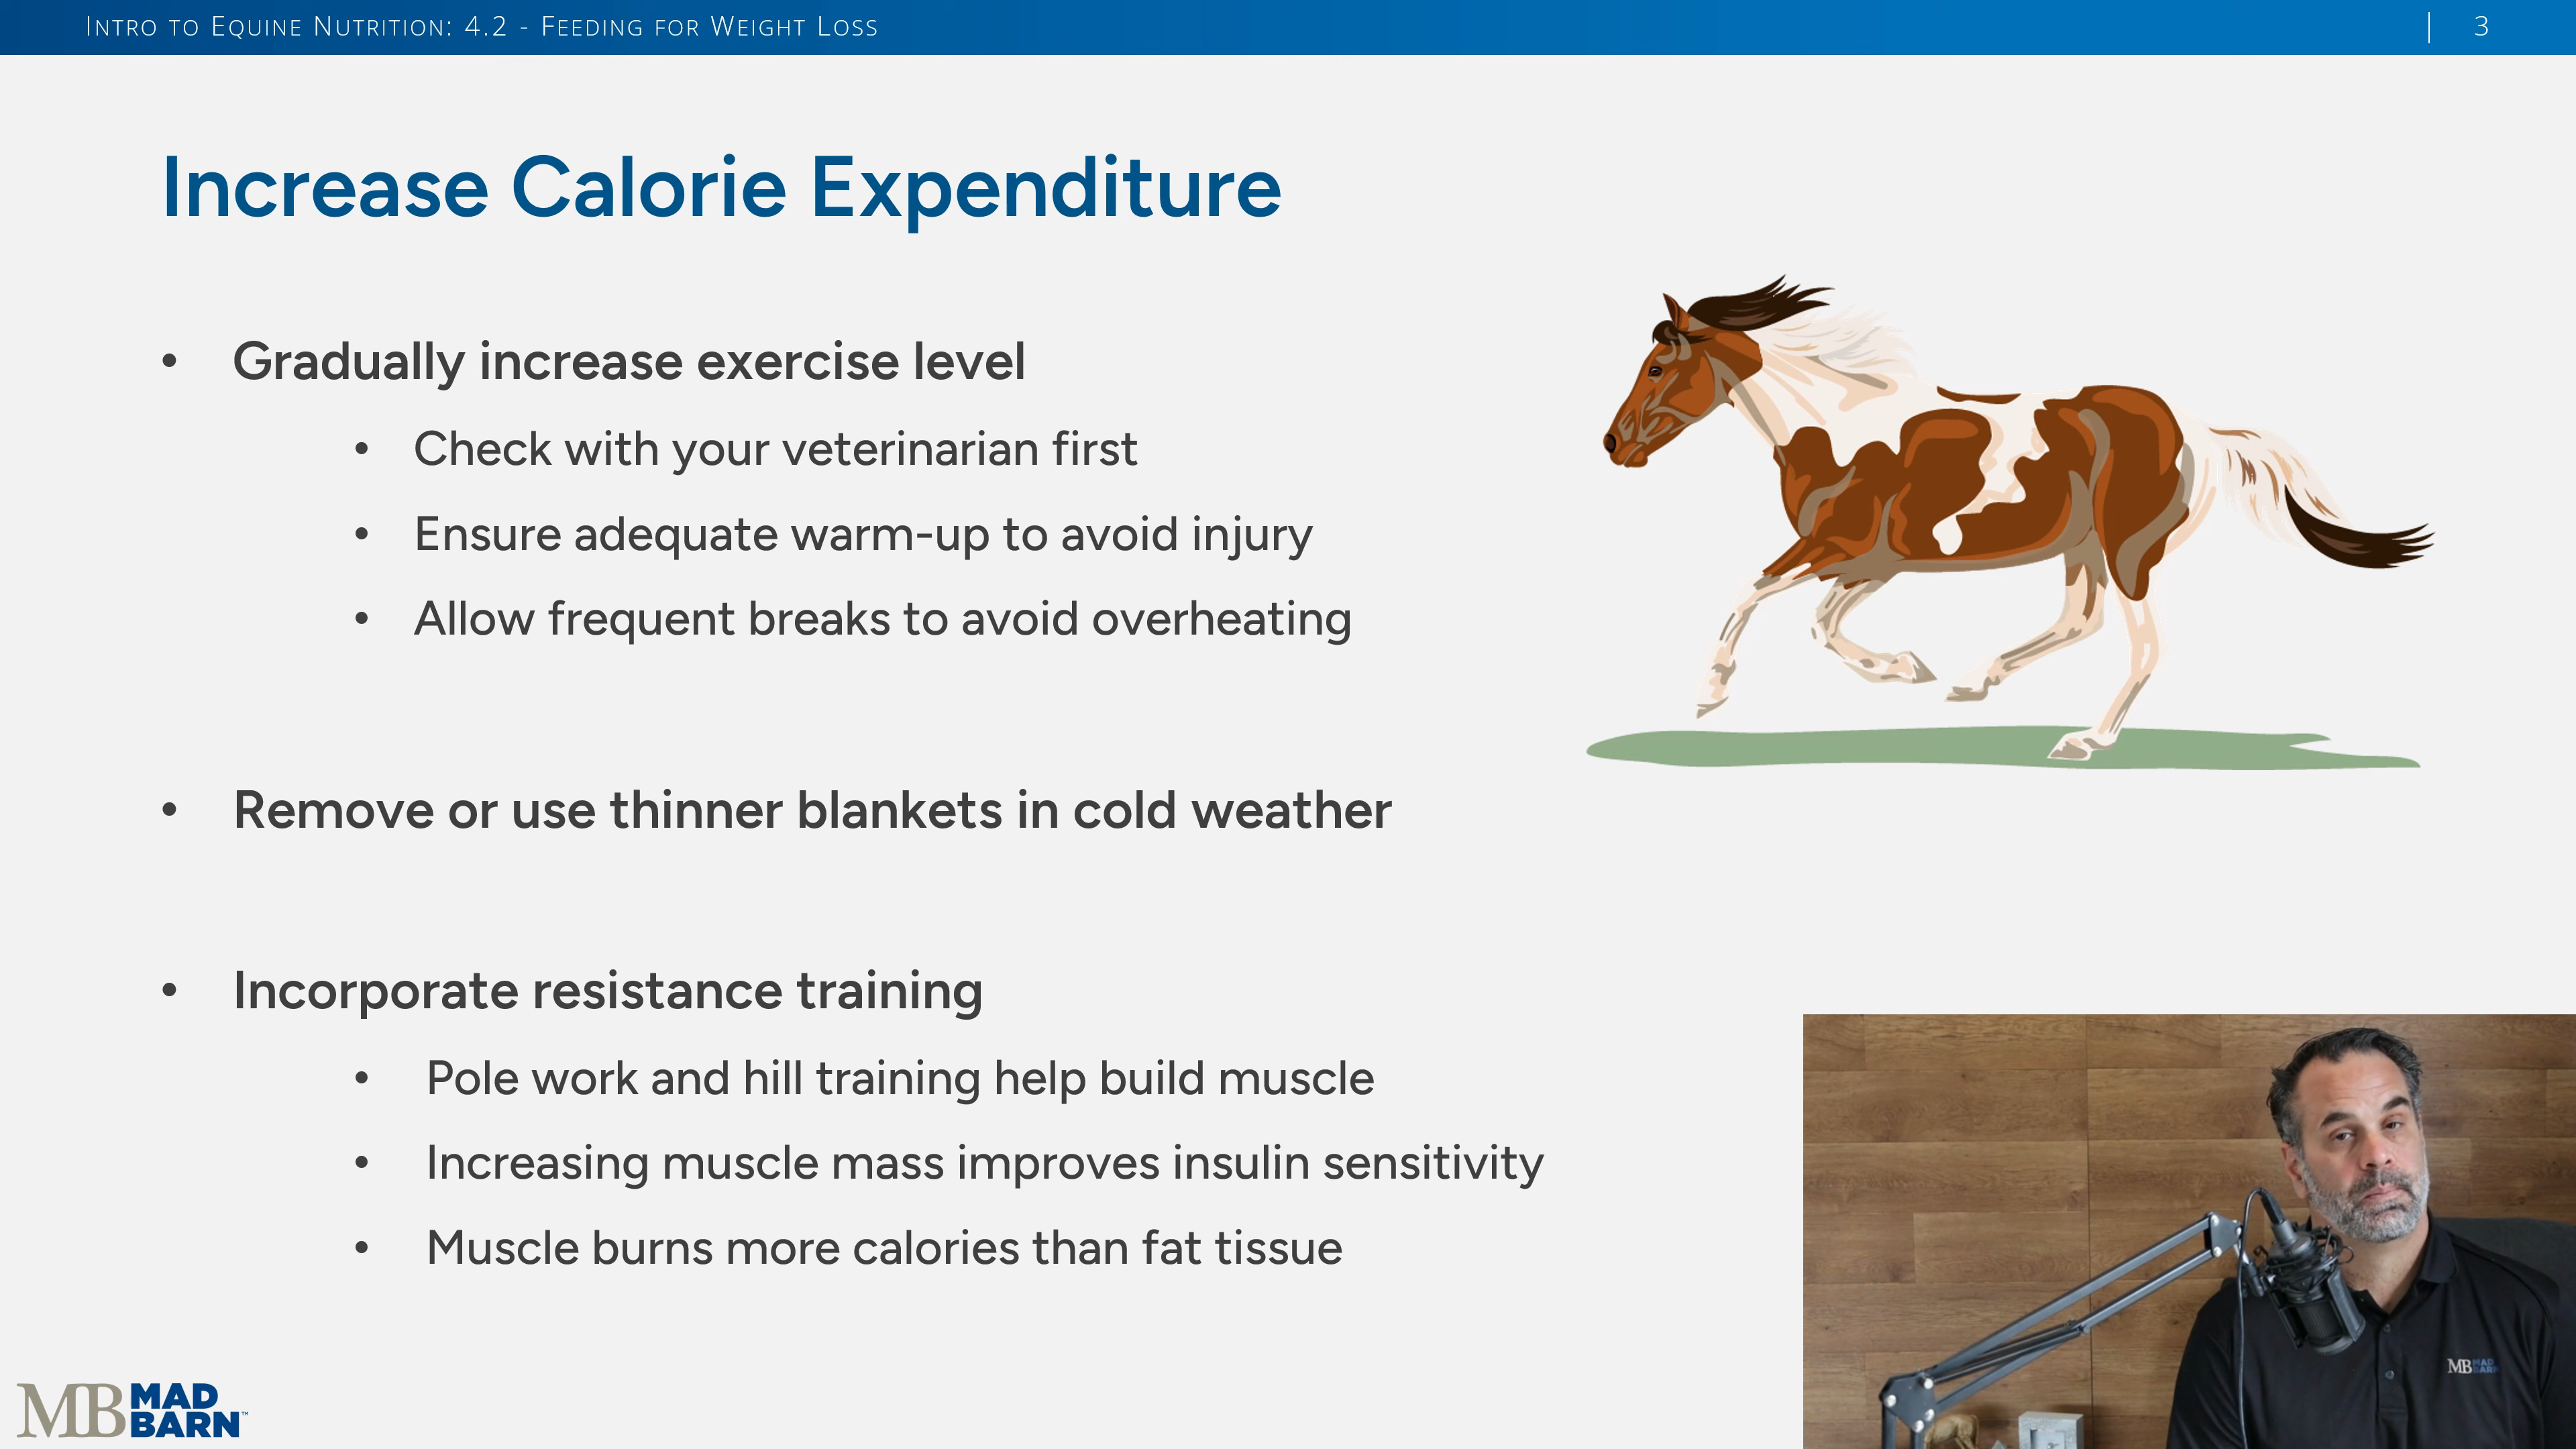 Intro to Equine Nutrition: 4.2 - Feeding for Weight Loss
3
Increase Calorie Expenditure
• Gradually increase exercise level
• Check with your veterinarian first
• Ensure adequate warm-up to avoid injury
• Allow frequent breaks to avoid overheating
• Remove or use thinner blankets in cold weather
• Incorporate resistance training
• Pole work and hill training help build muscle
• Increasing muscle mass improves insulin sensitivity
• Muscle burns more calories than fat tissue
MB MAD
BARN™
MB MAD
BARN